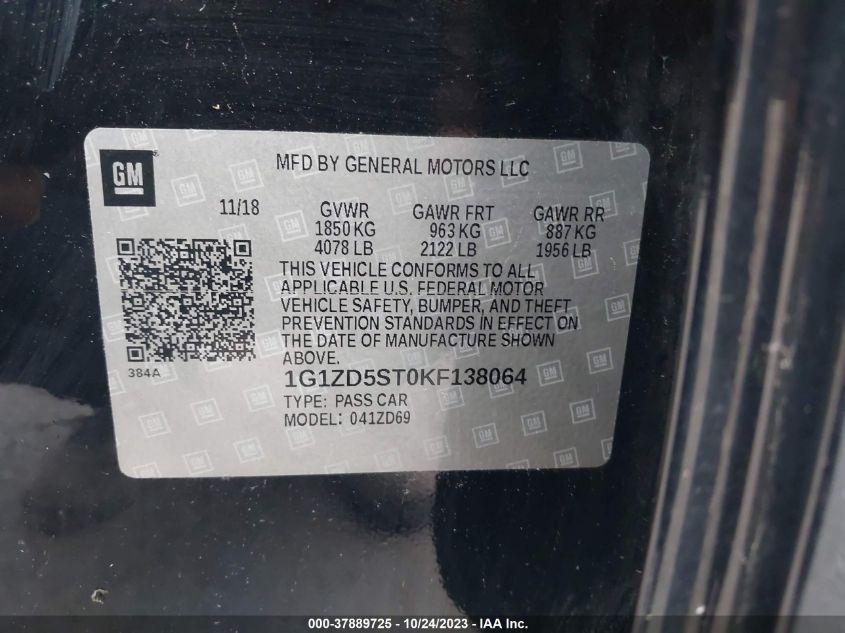 GM
MFD BY GENERAL MOTORS LLC
11/18 GVWR GAWR FRT GAWR RR
1850 KG 963 KG 887 KG
4078 LB 2122 LB 1956 LB
THIS VEHICLE CONFORMS TO ALL
APPLICABLE U.S. FEDERAL MOTOR
VEHICLE SAFETY, BUMPER, AND THEFT
PREVENTION STANDARDS IN EFFECT ON
THE DATE OF MANUFACTURE SHOWN
ABOVE.
384A
1G1ZD5ST0KF138064
TYPE: PASS CAR
MODEL: 041ZD69
000-37889725 - 10/24/2023 - IAA Inc.